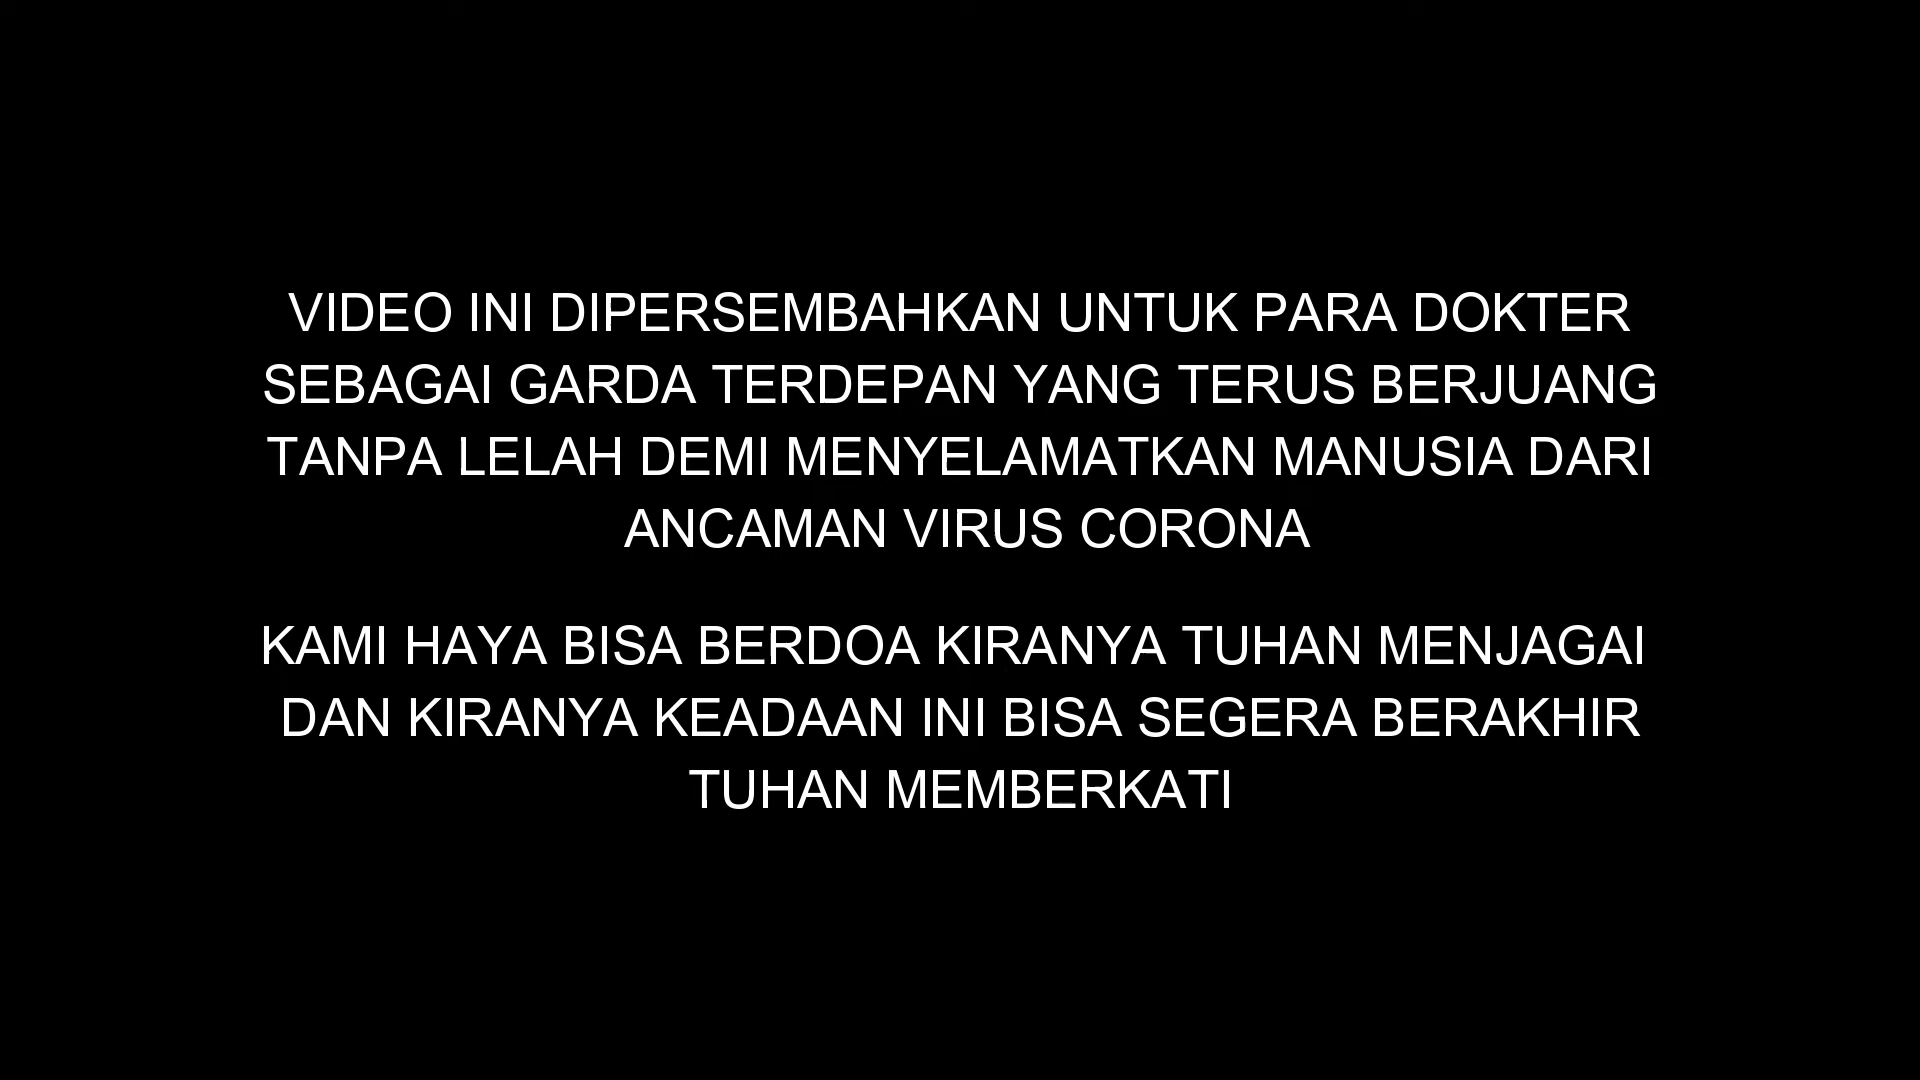 VIDEO INI DIPERSEMBAHKAN UNTUK PARA DOKTER
SEBAGAI GARDA TERDEPAN YANG TERUS BERJUANG
TANPA LELAH DEMI MENYELAMATKAN MANUSIA DARI
ANCAMAN VIRUS CORONA
KAMI HAYA BISA BERDOA KIRANYA TUHAN MENJAGAI
DAN KIRANYA KEADAAN INI BISA SEGERA BERAKHIR
TUHAN MEMBERKATI